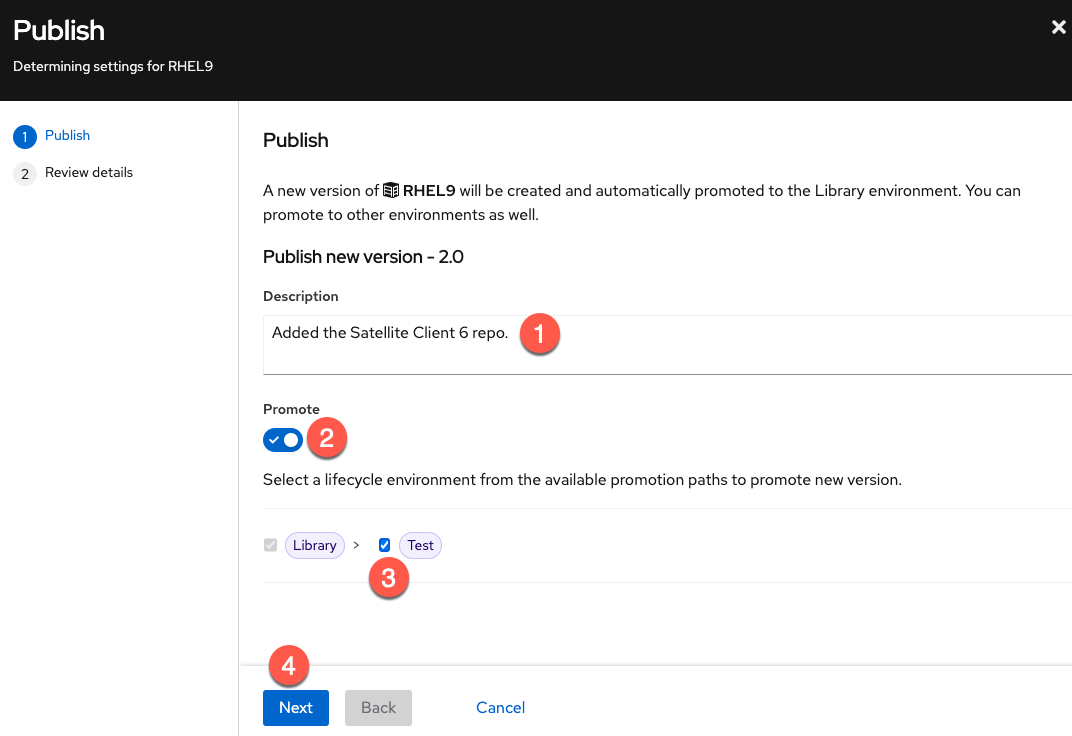 Publish
Determining settings for RHEL9
1 Publish
2 Review details
Publish
A new version of RHEL9 will be created and automatically promoted to the Library environment. You can
promote to other environments as well.
Publish new version - 2.0
Description
Added the Satellite Client 6 repo.
1
Promote
2
Select a lifecycle environment from the available promotion paths to promote new version.
Library > Test
3
4
Next Back Cancel